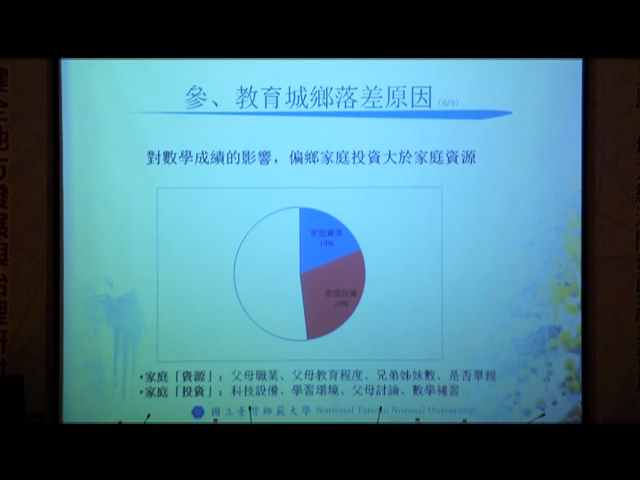 參、教育城鄉落差原因
對數學成績的影響，偏鄉家庭投資大於家庭資源
家庭資源
19%
家庭投資
29%
•家庭「資源」：父母職業、父母教育程度、兄弟姊妹數、是否單親
•家庭「投資」：科技設備、學習環境、父母討論、數學補習
國立臺灣師範大學 National Taiwan Normal University